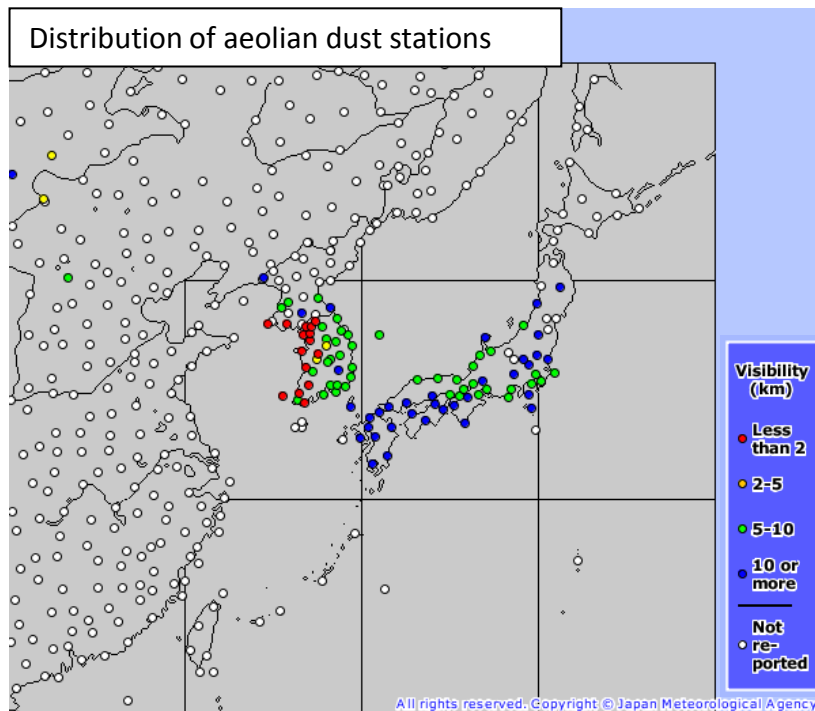 Distribution of aeolian dust stations
Visibility
(km)
Less
than 2
2-5
5-10
10 or
more
Not
re-
ported
All rights reserved. Copyright © Japan Meteorological Agency